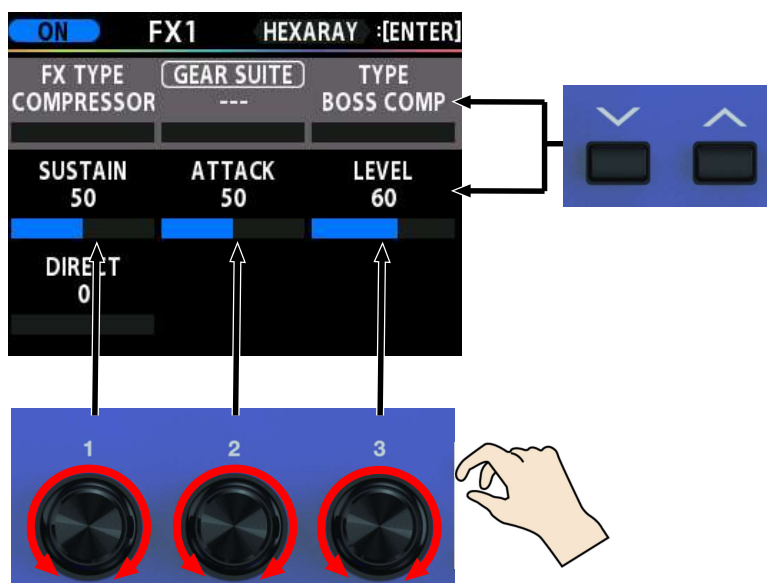 ON FX1 HEXARAY :[ENTER]
FX TYPE GEAR SUITE TYPE
COMPRESSOR --- BOSS COMP
SUSTAIN ATTACK LEVEL
50 50 60
DIRECT
0
1 2 3